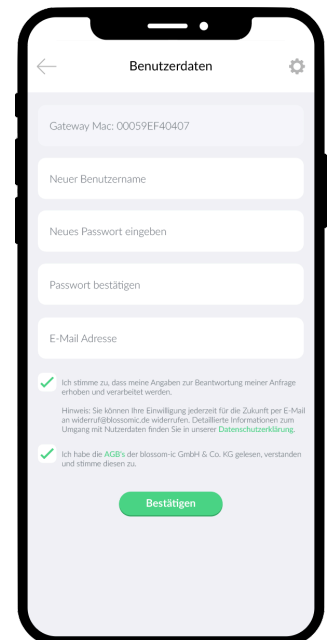 Benutzerdaten
Gateway Mac: 00059EF40407
Neuer Benutzername
Neues Passwort eingeben
Passwort bestätigen
E-Mail Adresse
Ich stimme zu, dass meine Angaben zur Beantwortung meiner Anfrage
erhoben und verarbeitet werden.
Hinweis: Sie können Ihre Einwilligung jederzeit für die Zukunft per E-Mail
an widerruf@blossomic.de widerrufen. Detaillierte Informationen zum
Umgang mit Nutzerdaten finden Sie in unserer Datenschutzerklärung.
Ich habe die AGB's der blossom-ic GmbH & Co. KG gelesen, verstanden
und stimme diesen zu.
Bestätigen